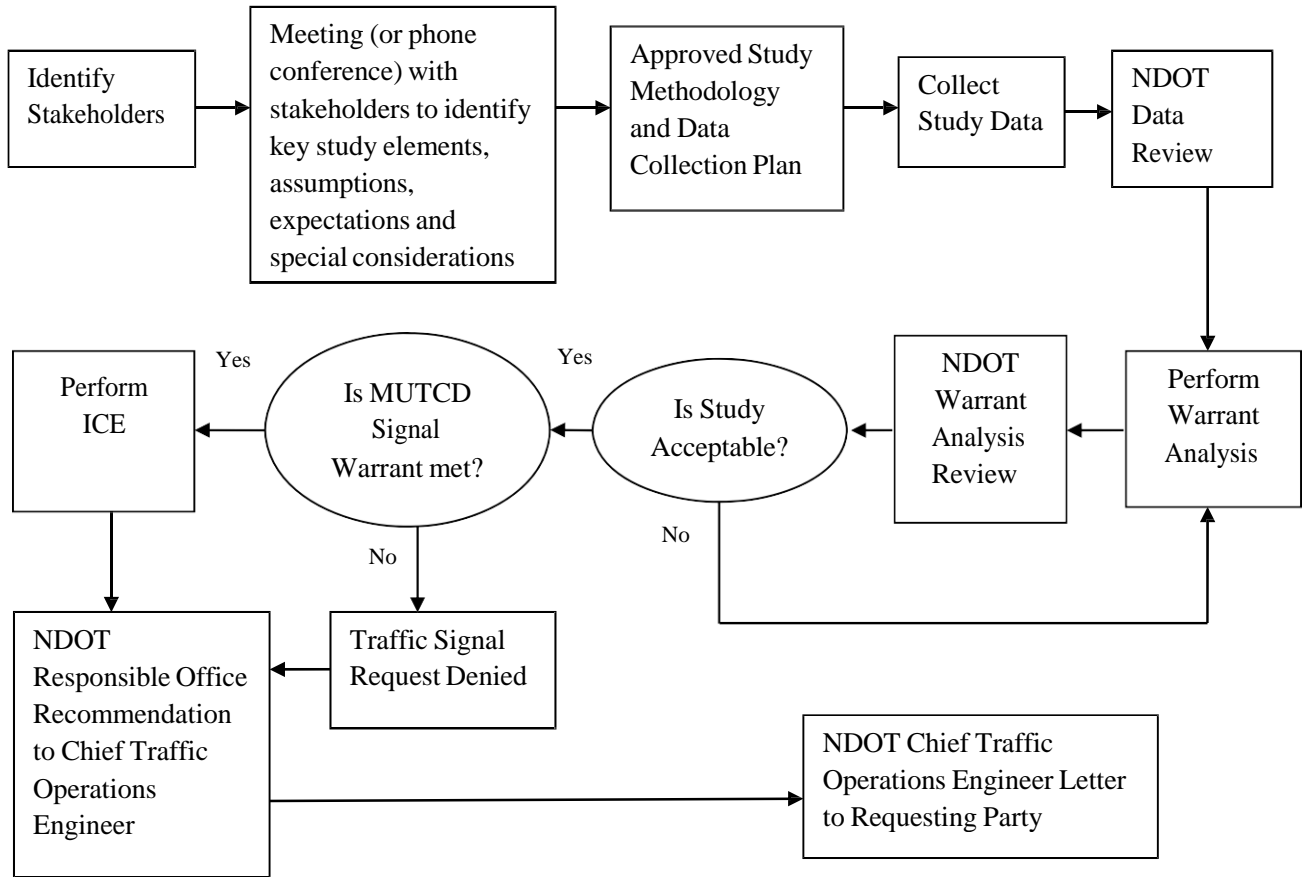 Identify
Stakeholders
Meeting (or phone
conference) with
stakeholders to identify
key study elements,
assumptions,
expectations and
special considerations
Approved Study
Methodology
and Data
Collection Plan
Collect
Study Data
NDOT
Data
Review
Perform
Warrant
Analysis
NDOT
Warrant
Analysis
Review
Is Study
Acceptable?
Yes
No
Is MUTCD
Signal
Warrant met?
Yes
No
Perform
ICE
Traffic Signal
Request Denied
NDOT
Responsible Office
Recommendation
to Chief Traffic
Operations
Engineer
NDOT Chief Traffic
Operations Engineer Letter
to Requesting Party